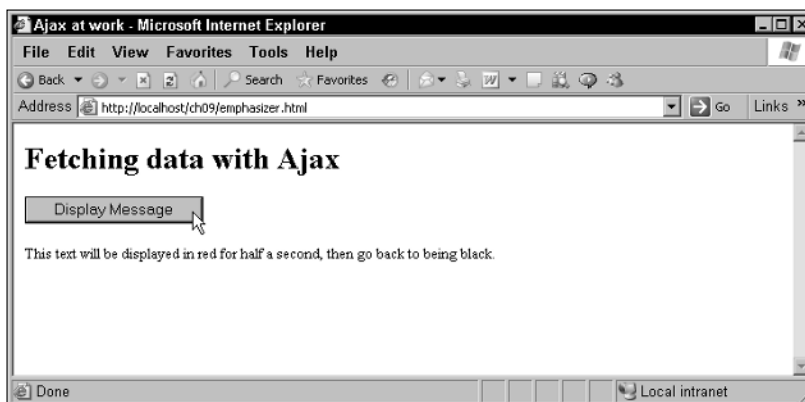 Ajax at work - Microsoft Internet Explorer
File Edit View Favorites Tools Help
Back Search Favorites
Address http://localhost/ch09/emphasizer.html Go Links »
Fetching data with Ajax
Display Message
This text will be displayed in red for half a second, then go back to being black.
Done Local intranet